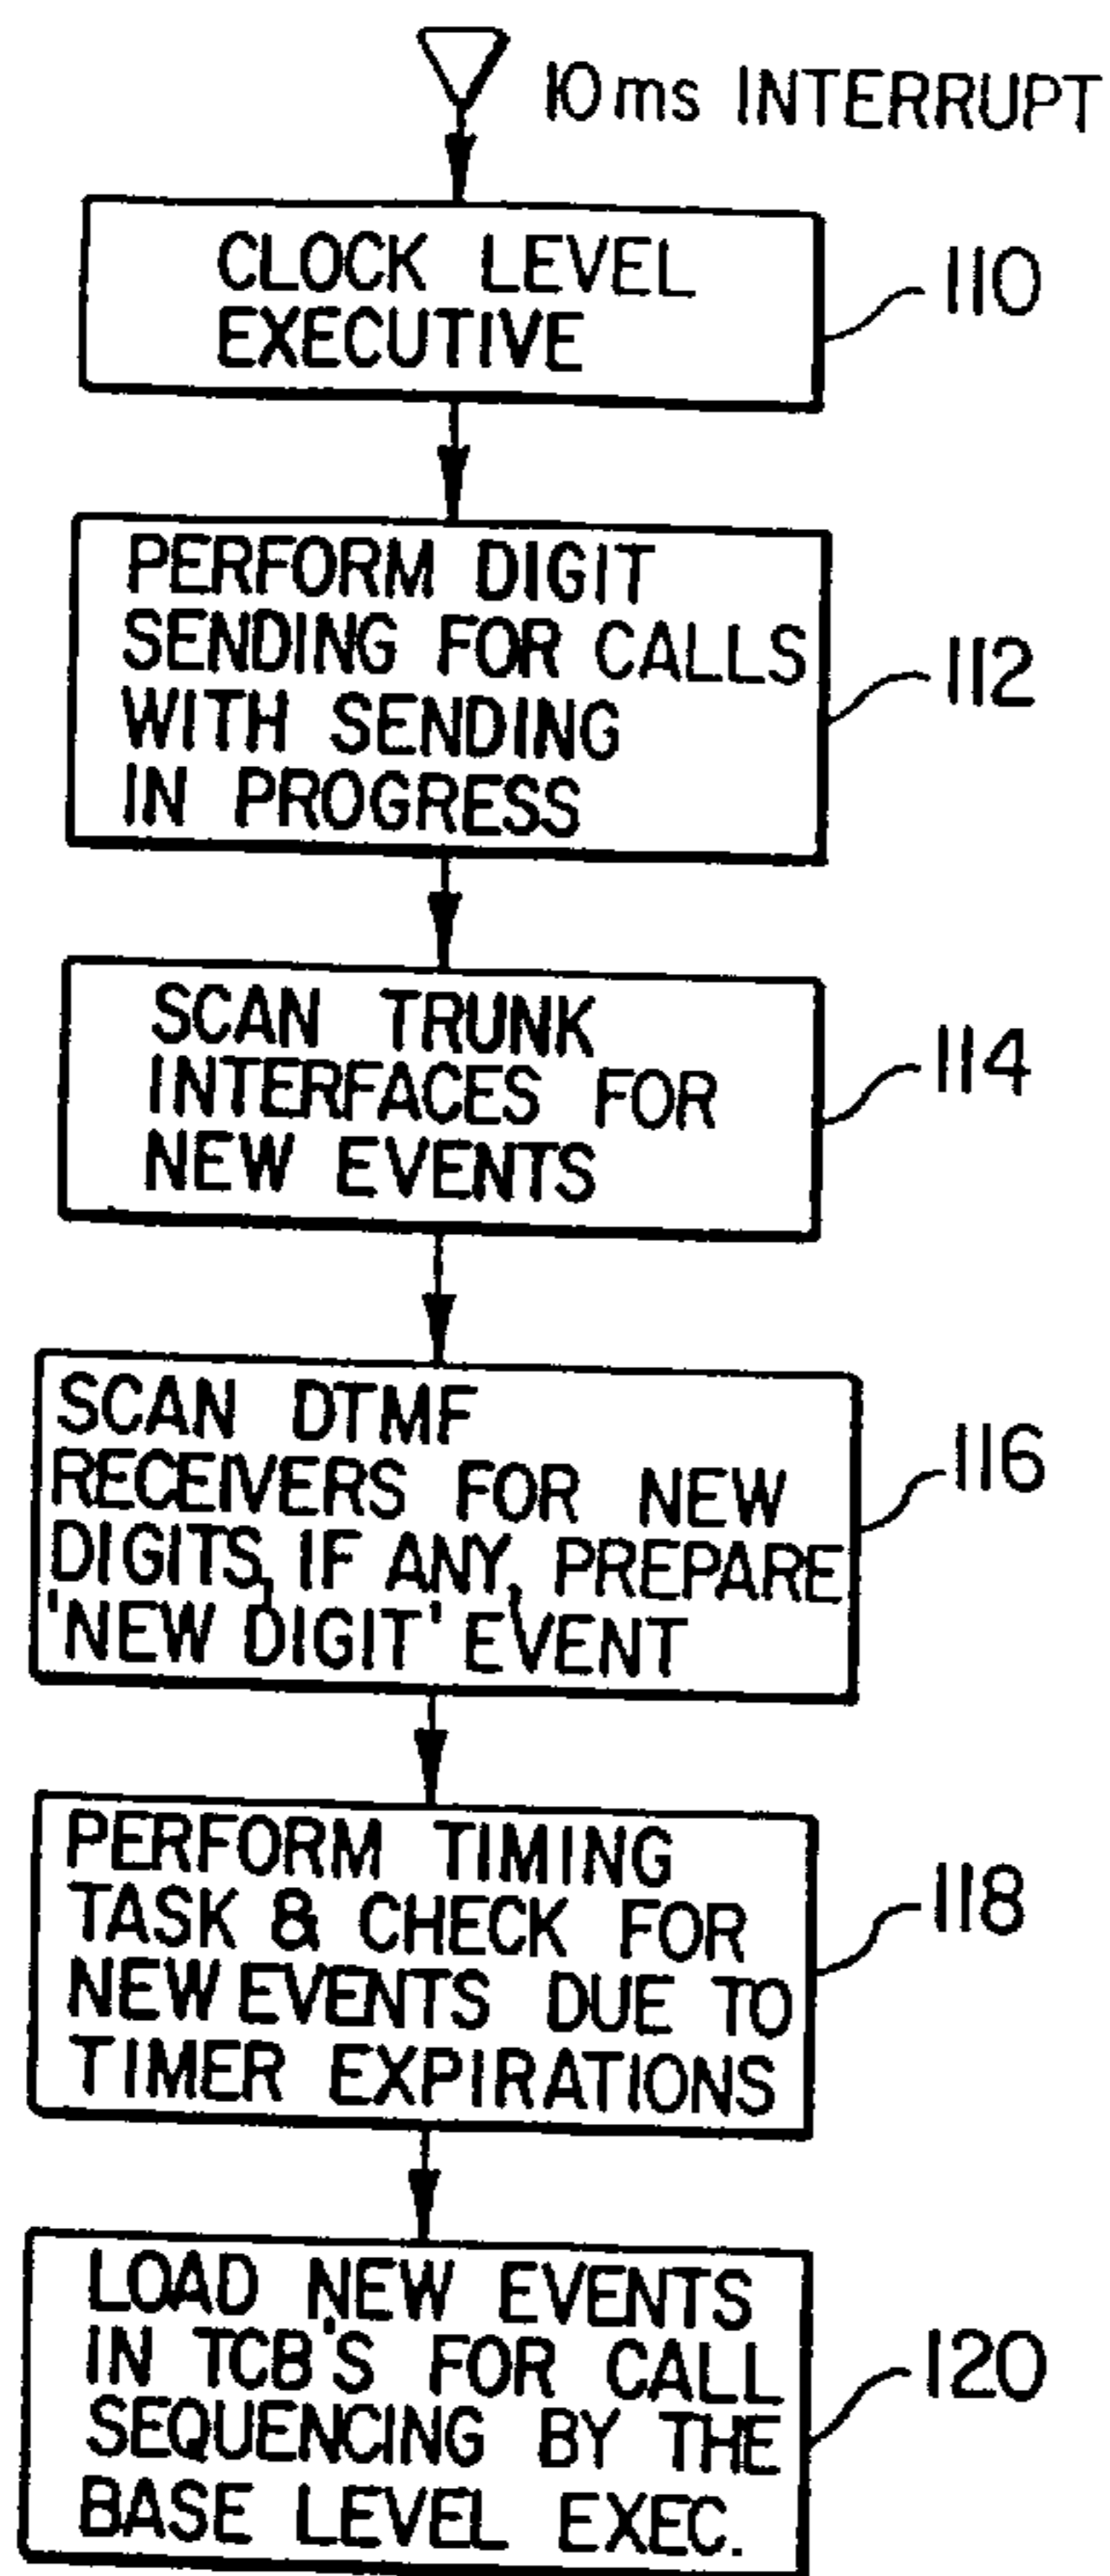 10 ms INTERRUPT
CLOCK LEVEL
EXECUTIVE
110
PERFORM DIGIT
SENDING FOR CALLS
WITH SENDING
IN PROGRESS
112
SCAN TRUNK
INTERFACES FOR
NEW EVENTS
114
SCAN DTMF
RECEIVERS FOR NEW
DIGITS, IF ANY, PREPARE
'NEW DIGIT' EVENT
116
PERFORM TIMING
TASK & CHECK FOR
NEW EVENTS DUE TO
TIMER EXPIRATIONS
118
LOAD NEW EVENTS
IN TCB'S FOR CALL
SEQUENCING BY THE
BASE LEVEL EXEC.
120